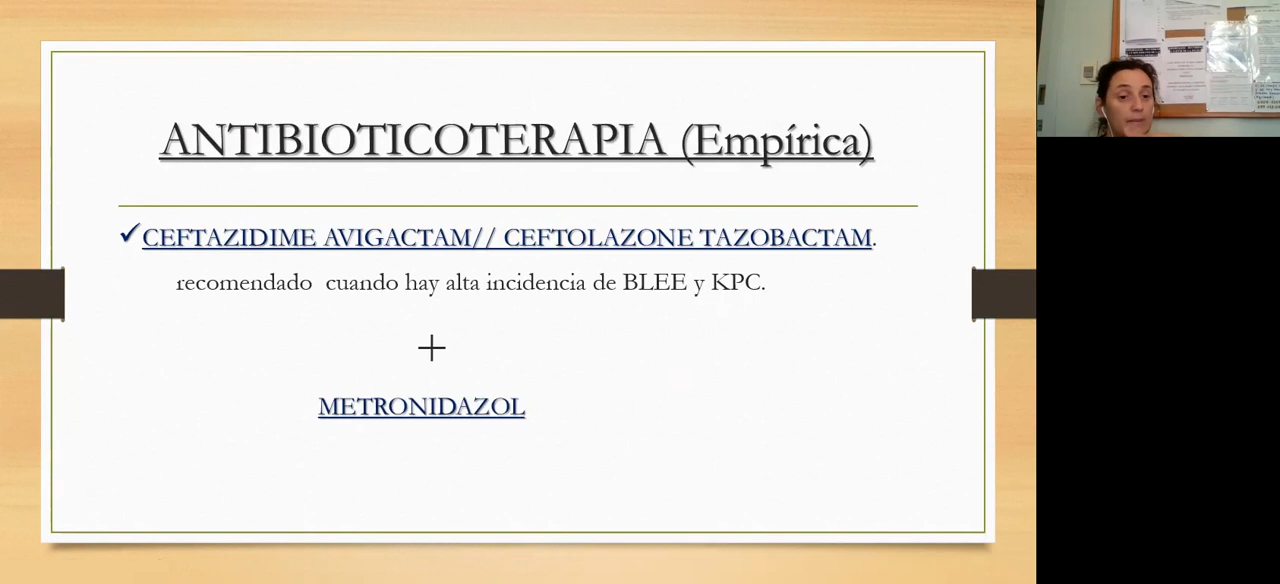 ANTIBIOTICOTERAPIA (Empírica)
✓CEFTAZIDIME AVIGACTAM// CEFTOLAZONE TAZOBACTAM.
recomendado cuando hay alta incidencia de BLEE y KPC.
+
METRONIDAZOL